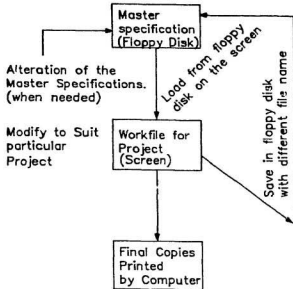 Master
specification
(Floppy Disk)
Alteration of the
Master Specifications.
(when needed)
Load from floppy
disk on the screen
Modify to Suit
particular
Project
Workfile for
Project
(Screen)
Save in floppy disk
with different file name
Final Copies
Printed
by Computer